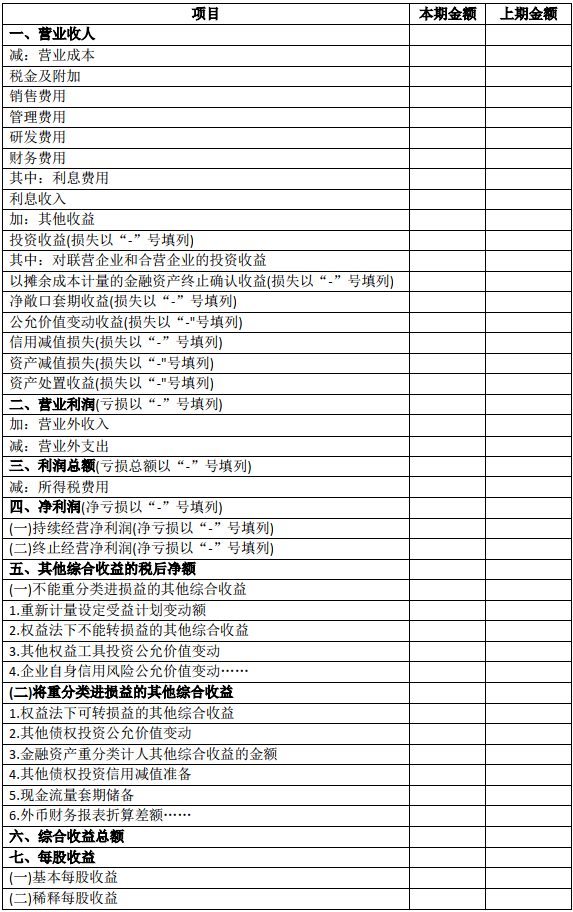 项目 本期金额 上期金额
一、营业收人
减：营业成本
税金及附加
销售费用
管理费用
研发费用
财务费用
其中：利息费用
利息收入
加：其他收益
投资收益(损失以“-”号填列)
其中：对联营企业和合营企业的投资收益
以摊余成本计量的金融资产终止确认收益(损失以“-”号填列)
净敞口套期收益(损失以“-”号填列)
公允价值变动收益(损失以“-"号填列)
信用减值损失(损失以“-”号填列)
资产减值损失(损失以“-"号填列)
资产处置收益(损失以“-"号填列)
二、营业利润(亏损以“-”号填列)
加：营业外收入
减：营业外支出
三、利润总额(亏损总额以“-”号填列)
减：所得税费用
四、净利润(净亏损以“-”号填列)
(一)持续经营净利润(净亏损以“-”号填列)
(二)终止经营净利润(净亏损以“-”号填列)
五、其他综合收益的税后净额
(一)不能重分类进损益的其他综合收益
1.重新计量设定受益计划变动额
2.权益法下不能转损益的其他综合收益
3.其他权益工具投资公允价值变动
4.企业自身信用风险公允价值变动……
(二)将重分类进损益的其他综合收益
1.权益法下可转损益的其他综合收益
2.其他债权投资公允价值变动
3.金融资产重分类计人其他综合收益的金额
4.其他债权投资信用减值准备
5.现金流量套期储备
6.外币财务报表折算差额……
六、综合收益总额
七、每股收益
(一)基本每股收益
(二)稀释每股收益